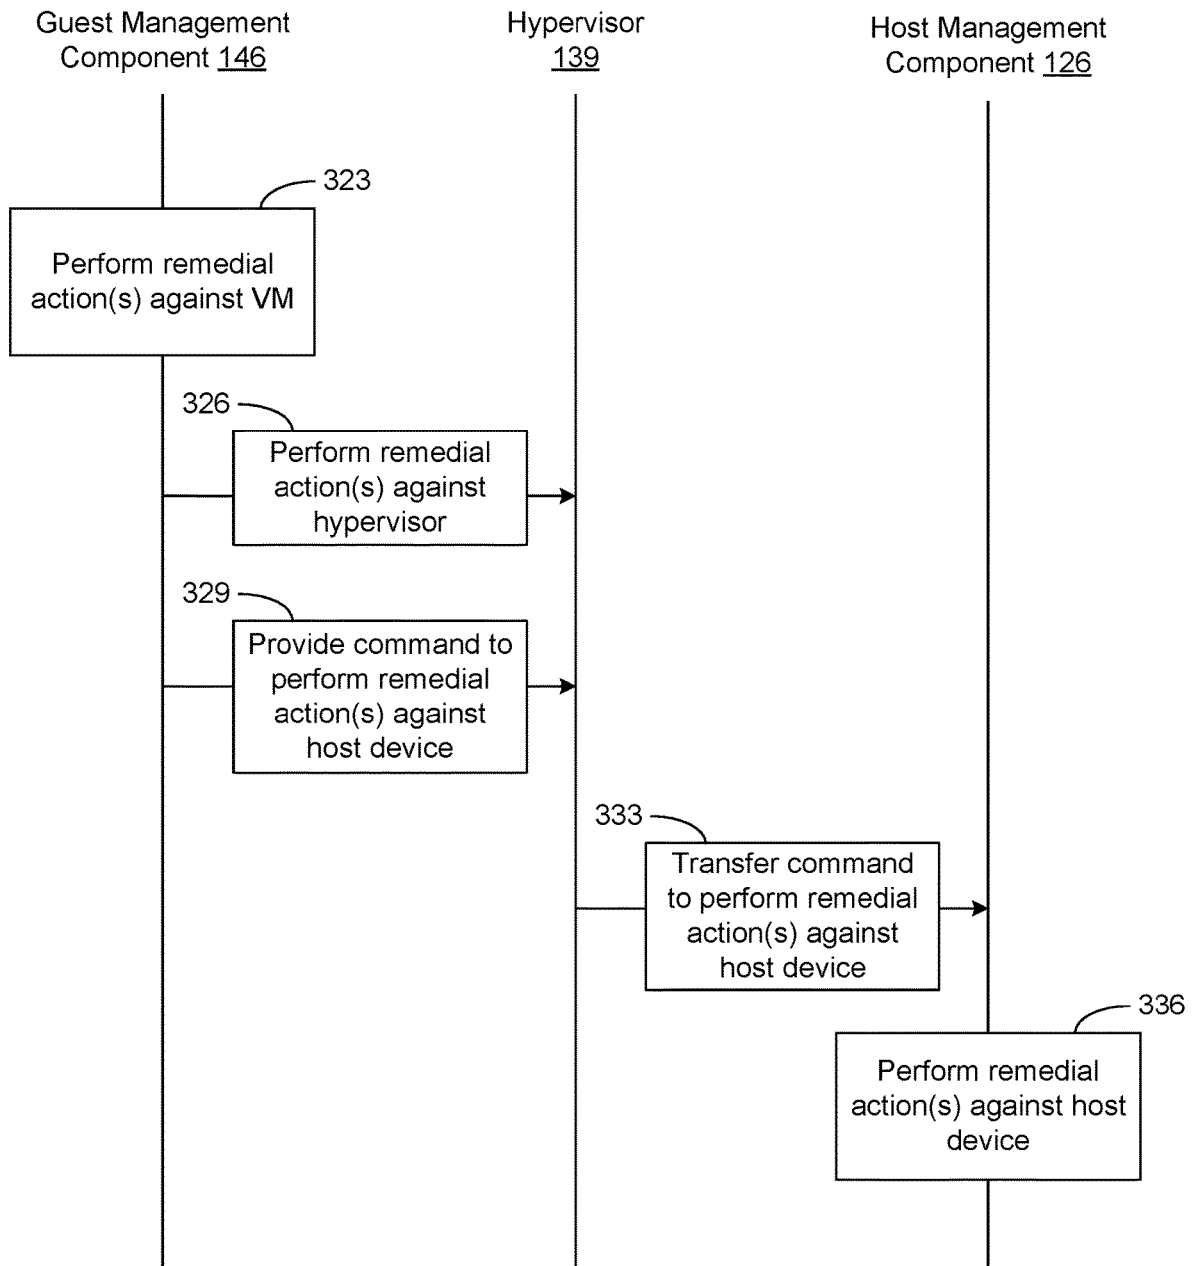 Guest Management
Component 146
Hypervisor
139
Host Management
Component 126
323
Perform remedial
action(s) against VM
326
Perform remedial
action(s) against
hypervisor
329
Provide command to
perform remedial
action(s) against
host device
333
Transfer command
to perform remedial
action(s) against
host device
336
Perform remedial
action(s) against host
device